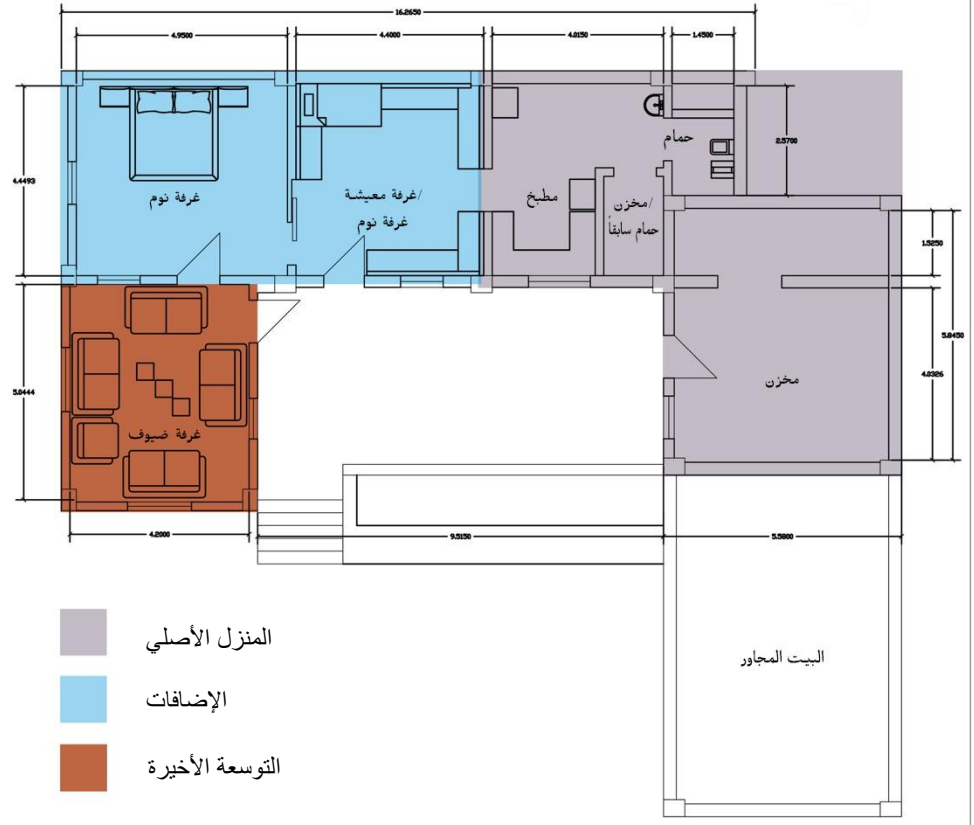 16.2650
4.9500
4.4000
4.0150
1.4500
2.5700
4.4493
1.5250
5.8450
4.0326
5.0444
4.2000
9.5150
5.5800
حمام
غرفة نوم
غرفة معيشة/
غرفة نوم
مطبخ
مخزن/
حمام سابقاً
مخزن
غرفة ضيوف
البيت المجاور
المنزل الأصلي
الإضافات
التوسعة الأخيرة